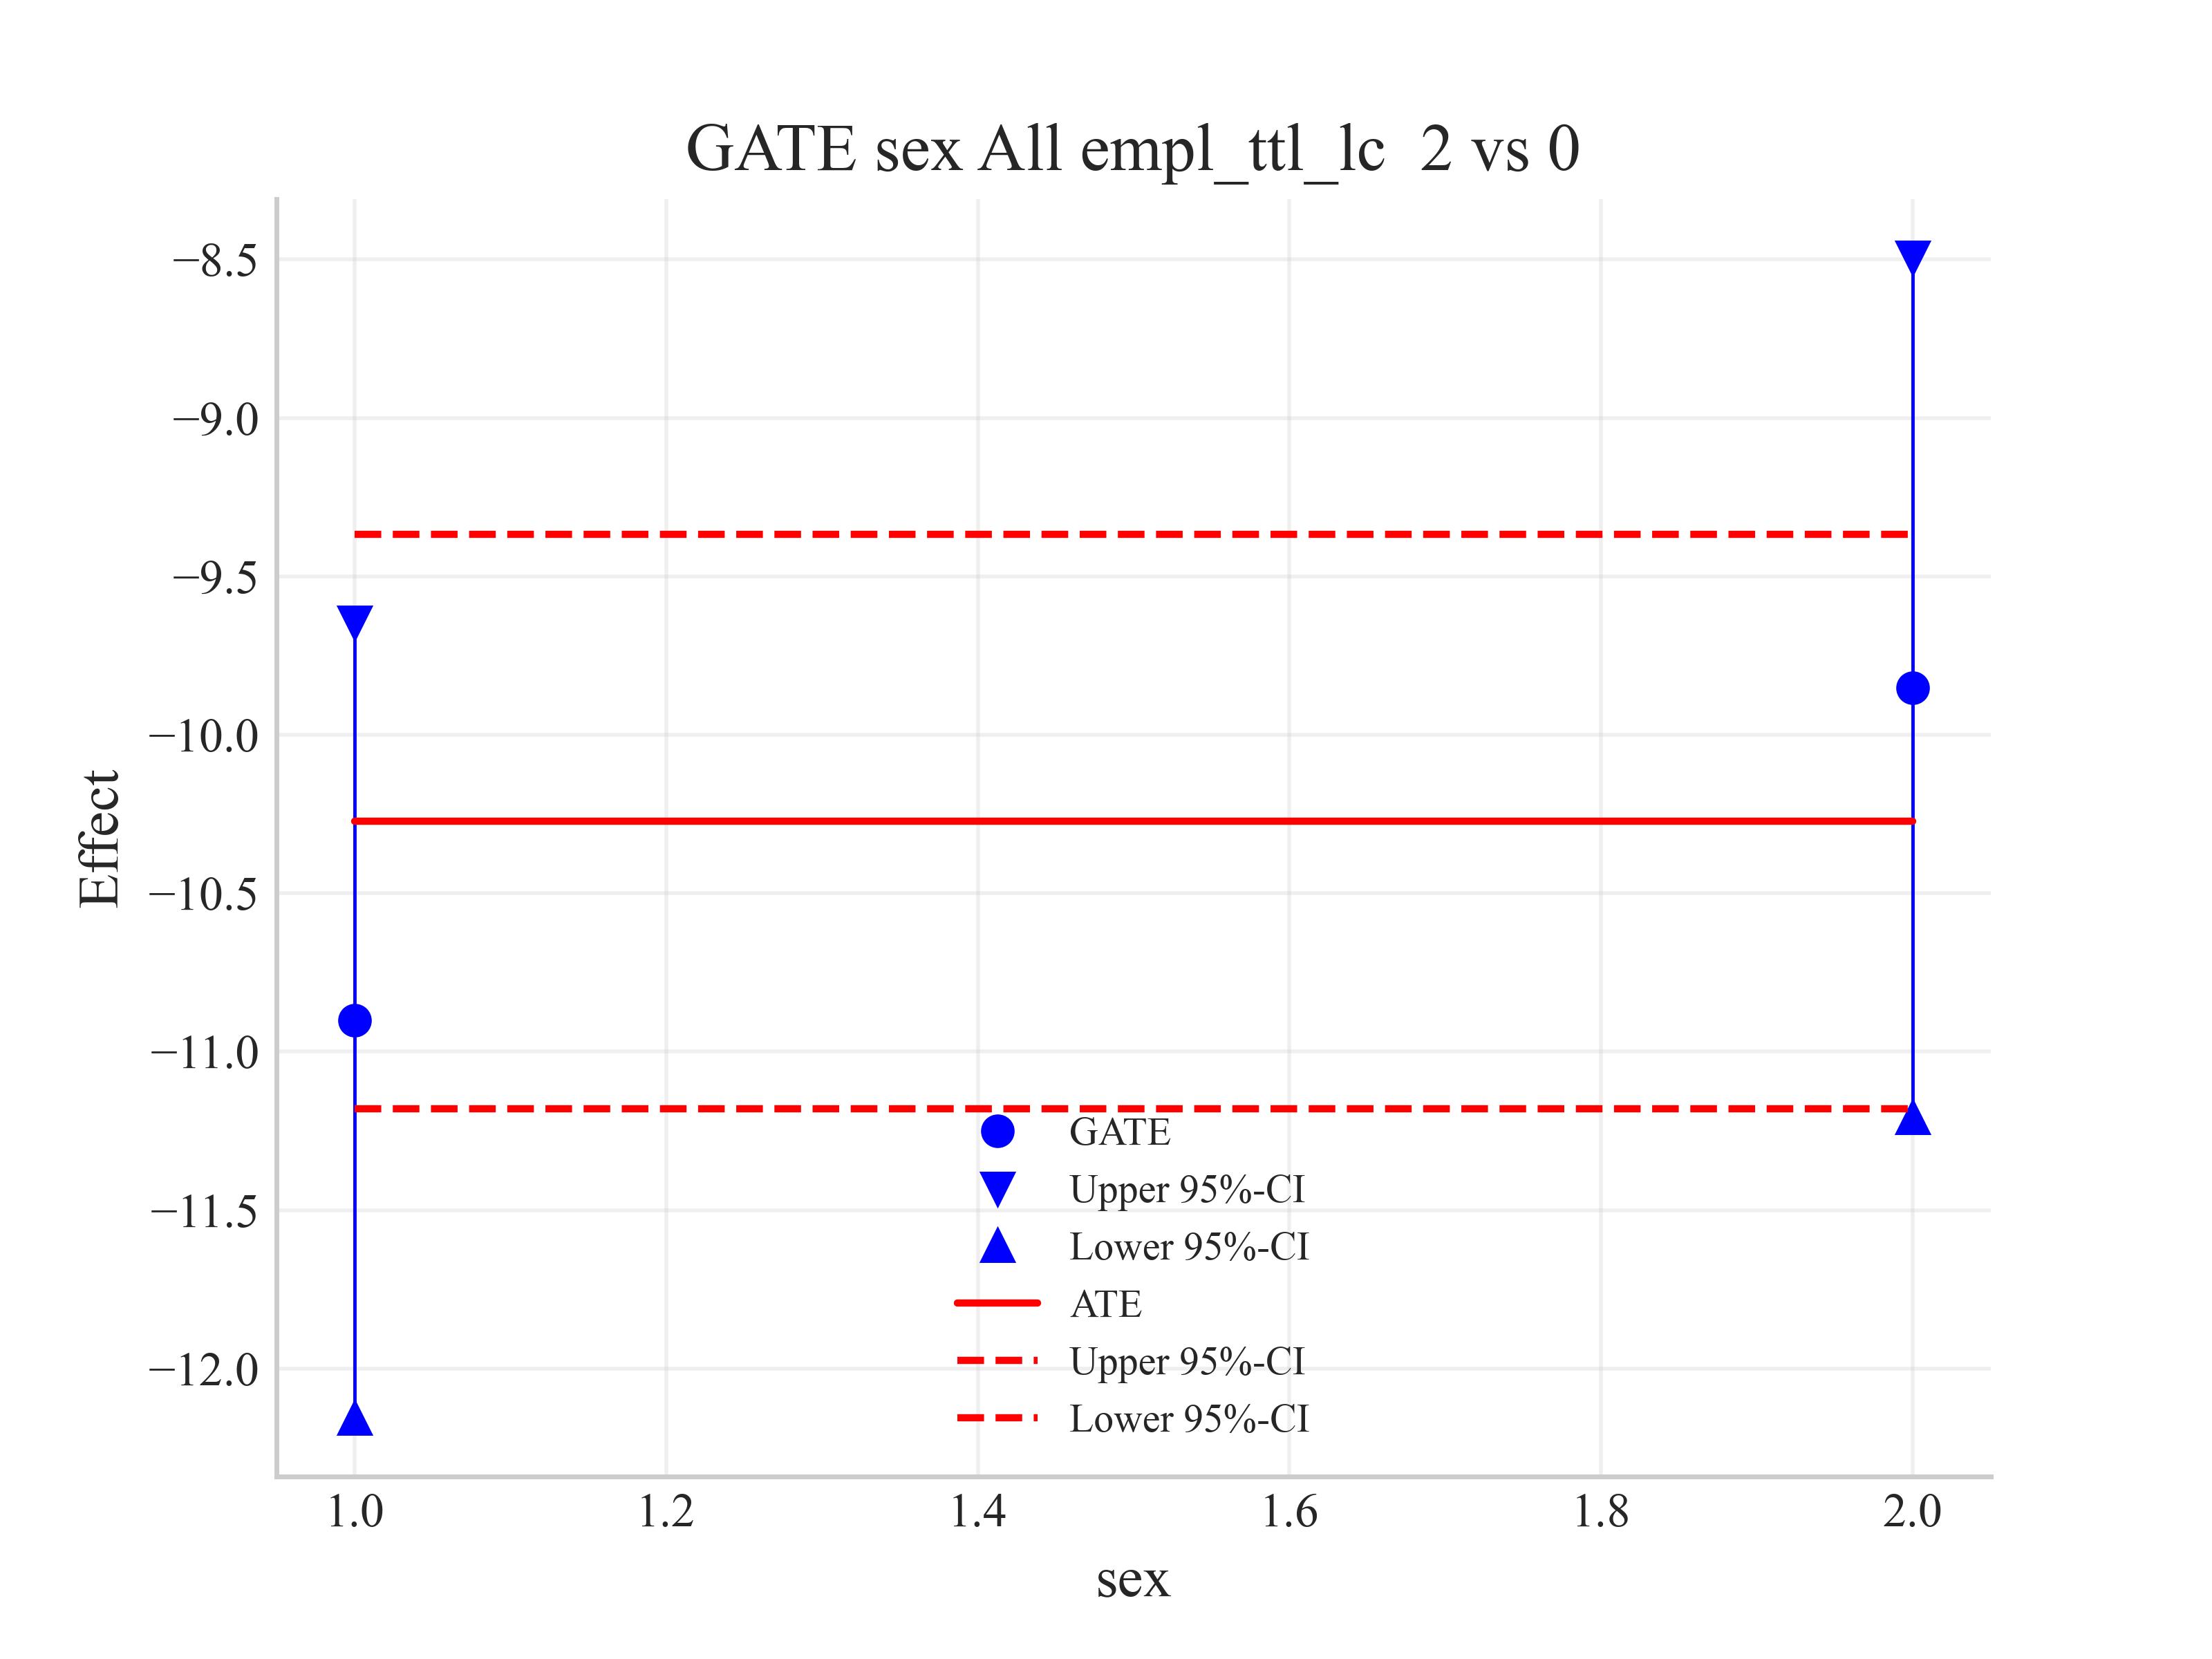 GATE sex All empl_ttl_lc 2 vs 0
Effect
−8.5
−9.0
−9.5
−10.0
−10.5
−11.0
−11.5
−12.0
GATE
Upper 95%-CI
Lower 95%-CI
ATE
Upper 95%-CI
Lower 95%-CI
1.0 1.2 1.4 1.6 1.8 2.0
sex